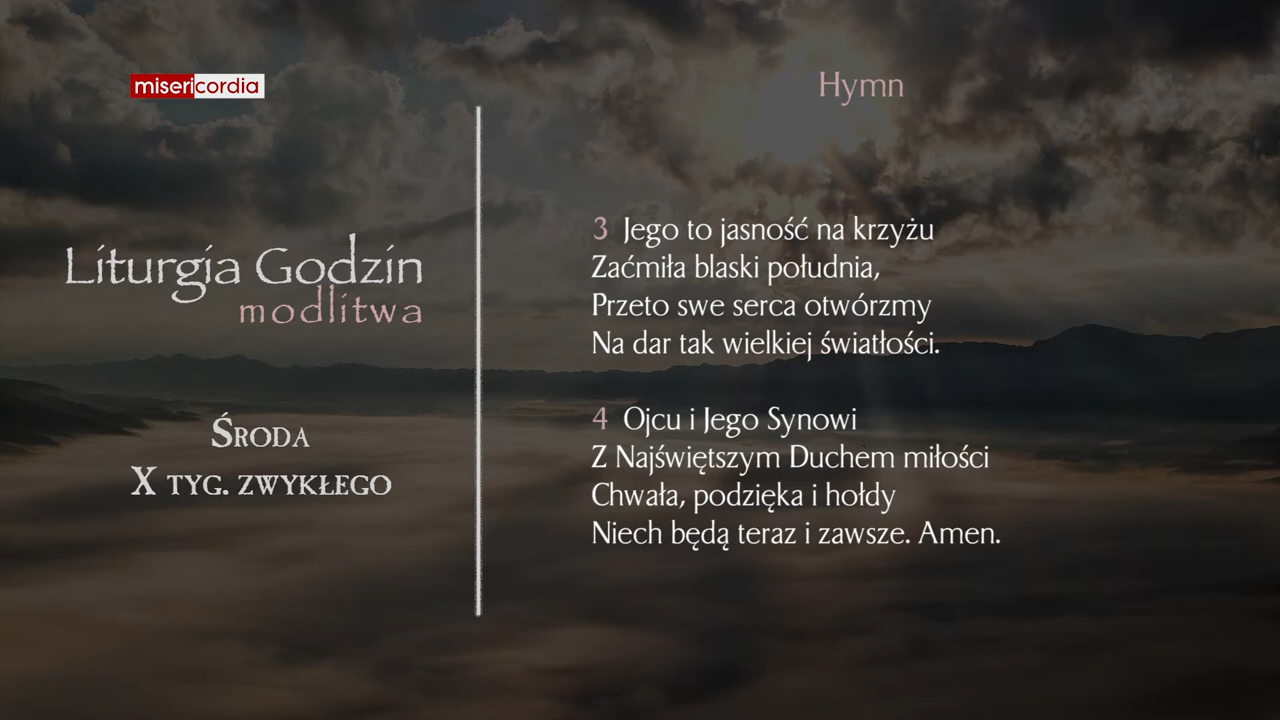 misericordia
Liturgia Godzin
modlitwa
Środa
X tyg. zwykłego
Hymn
3 Jego to jasność na krzyżu
Zaćmiła blaski południa,
Przeto swe serca otwórzmy
Na dar tak wielkiej światłości.
4 Ojcu i Jego Synowi
Z Najświętszym Duchem miłości
Chwała, podzięka i hołdy
Niech będą teraz i zawsze. Amen.